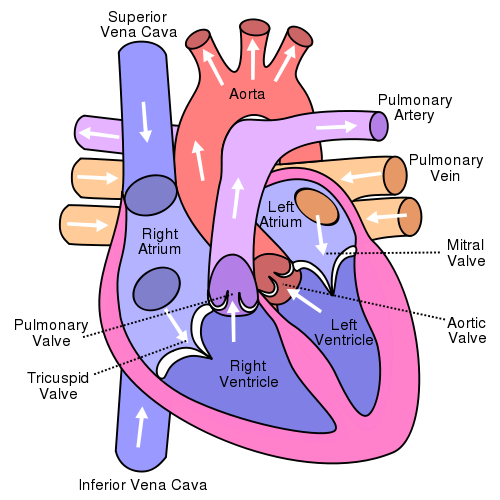 Superior
Vena Cava
Aorta
Pulmonary
Artery
Pulmonary
Vein
Left
Atrium
Right
Atrium
Mitral
Valve
Pulmonary
Valve
Aortic
Valve
Left
Ventricle
Tricuspid
Valve
Right
Ventricle
Inferior Vena Cava